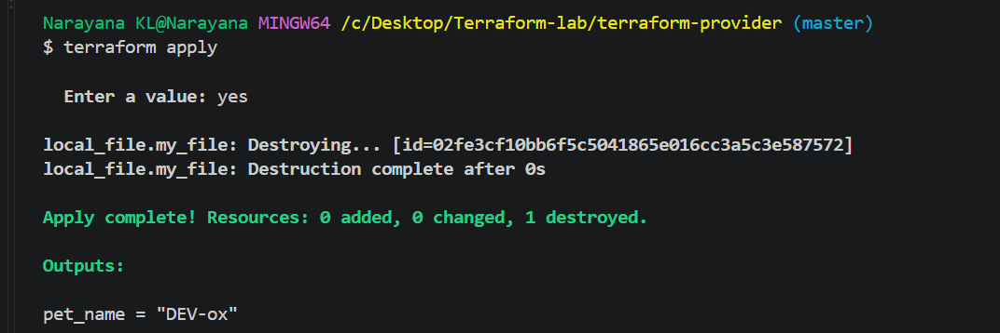 Narayana KL@Narayana MINGW64 /c/Desktop/Terraform-lab/terraform-provider (master)
$ terraform apply
Enter a value: yes
local_file.my_file: Destroying... [id=02fe3cf10bb6f5c5041865e016cc3a5c3e587572]
local_file.my_file: Destruction complete after 0s
Apply complete! Resources: 0 added, 0 changed, 1 destroyed.
Outputs:
pet_name = "DEV-ox"